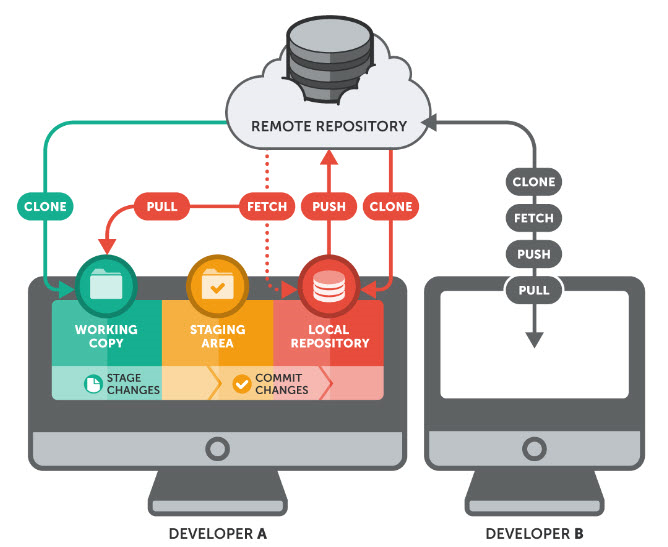 REMOTE REPOSITORY
CLONE
PULL
FETCH
PUSH
CLONE
CLONE
FETCH
PUSH
PULL
WORKING
COPY
STAGING
AREA
LOCAL
REPOSITORY
STAGE
CHANGES
COMMIT
CHANGES
DEVELOPER A
DEVELOPER B